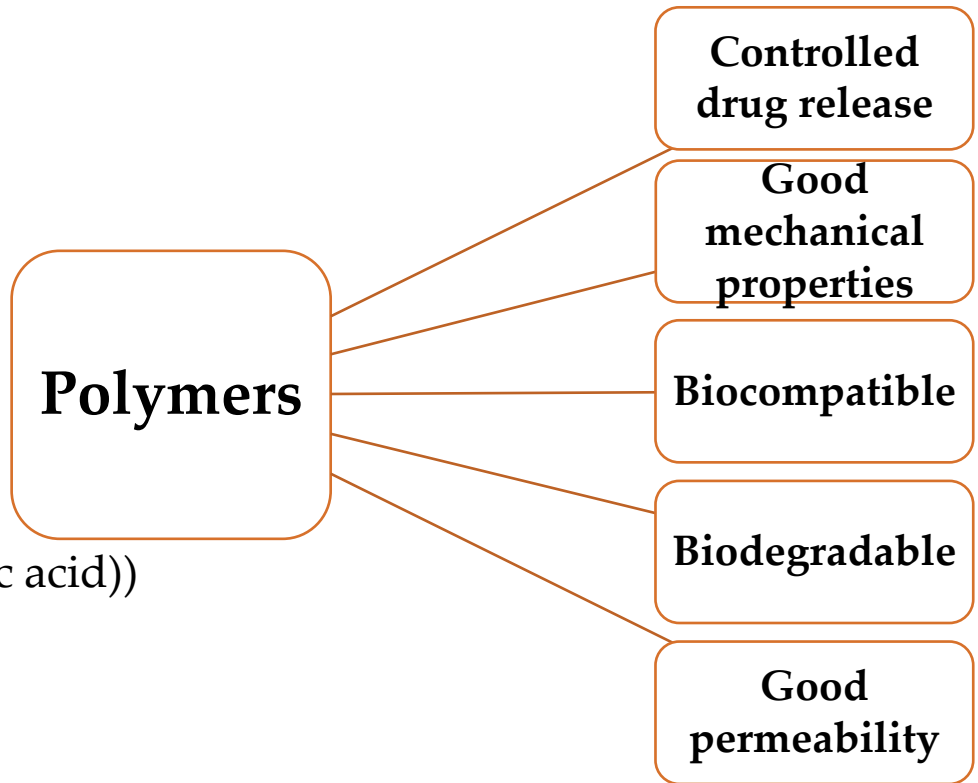 Controlled
drug release
Good
mechanical
properties
Polymers
Biocompatible
Biodegradable
c acid))
Good
permeability